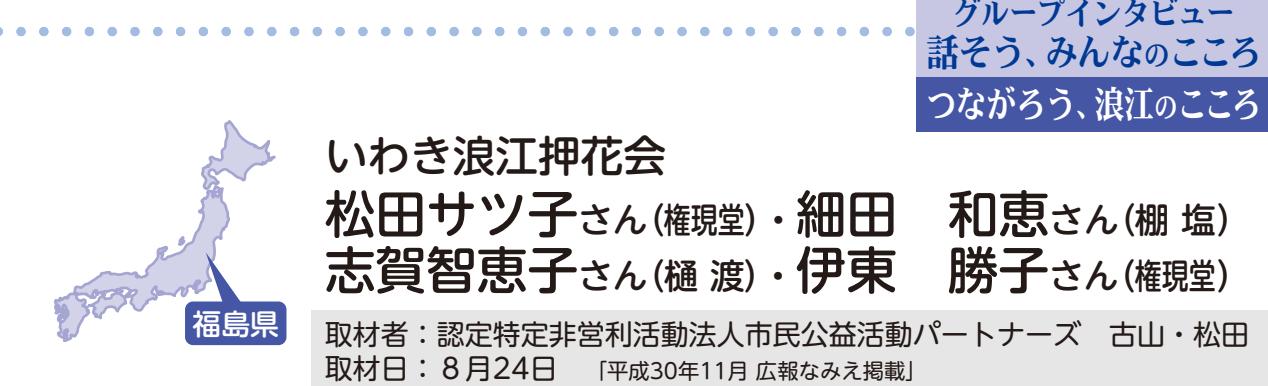 グループインタビュー
話そう、みんなのこころ
つながろう、浪江のこころ
いわき浪江押花会
松田サツ子さん(権現堂)・細田　和恵さん(棚 塩)
志賀智恵子さん(樋 渡)・伊東　勝子さん(権現堂)
福島県
取材者：認定特定非営利活動法人市民公益活動パートナーズ　古山・松田
取材日：８月24日　「平成30年11月 広報なみえ掲載」